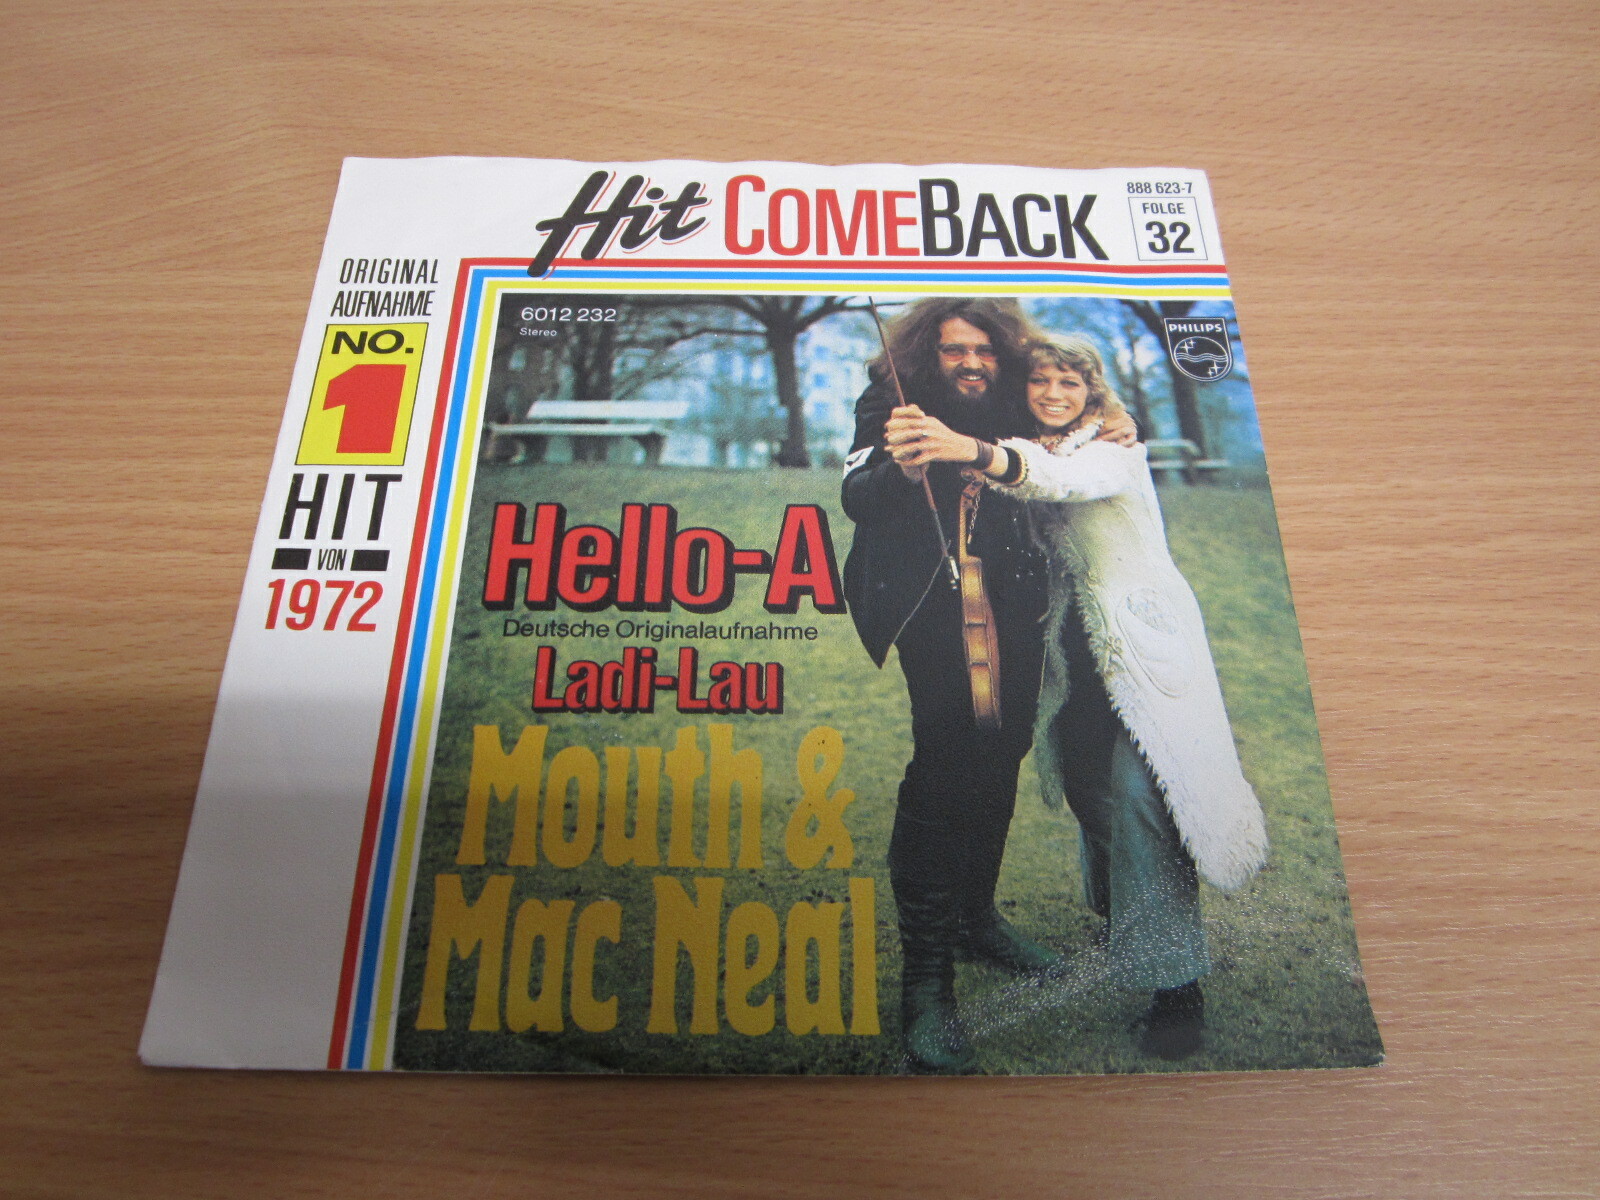 Hit COMEBACK
888 623-7
FOLGE
32
ORIGINAL
AUFNAHME
NO.
1
HIT
VON
1972
6012 232
Stereo
PHILIPS
Hello-A
Deutsche Originalaufnahme
Ladi-Lau
Mouth &
Mac Neal